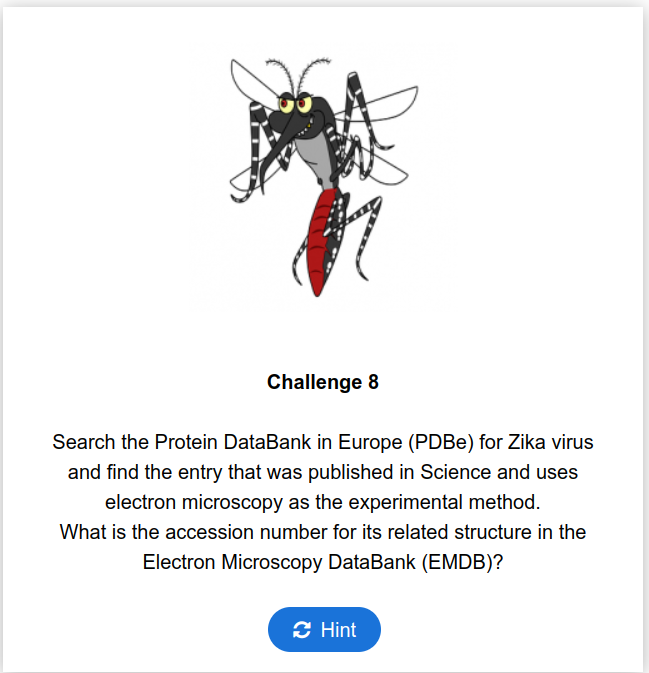 Challenge 8
Search the Protein DataBank in Europe (PDBe) for Zika virus
and find the entry that was published in Science and uses
electron microscopy as the experimental method.
What is the accession number for its related structure in the
Electron Microscopy DataBank (EMDB)?
Hint